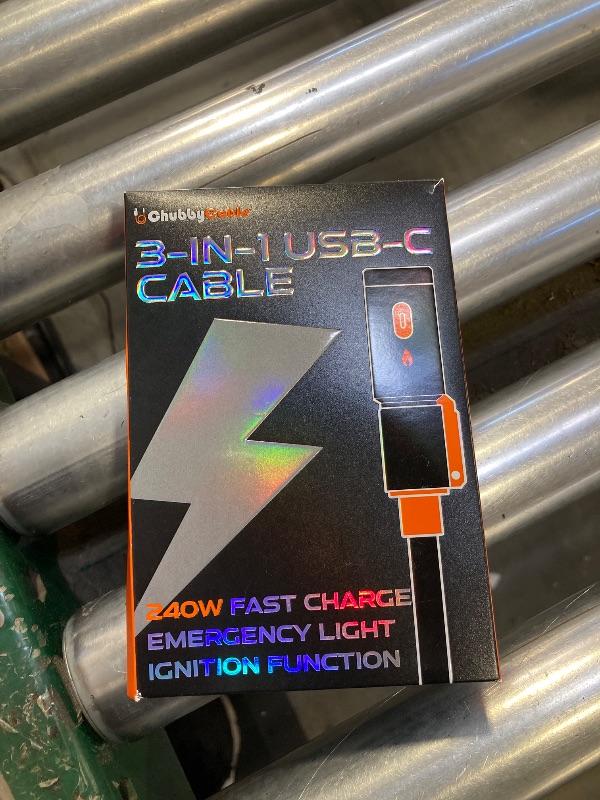 ChubbyCable
3-IN-1 USB-C
CABLE
240W FAST CHARGE
EMERGENCY LIGHT
IGNITION FUNCTION